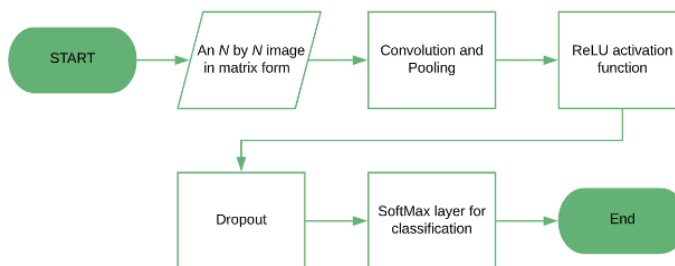 START
An N by N image
in matrix form
Convolution and
Pooling
ReLU activation
function
Dropout
SoftMax layer for
classification
End